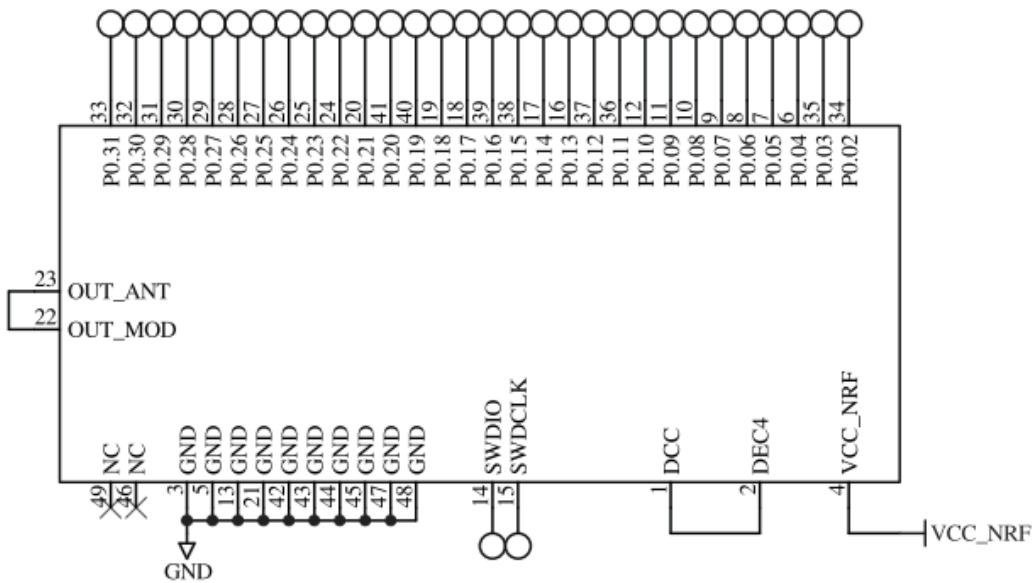 33 32 31 30 29 28 27 26 25 24 20 41 40 19 18 39 38 17 16 37 36 12 11 10 9 8 7 6 35 34
P0.31 P0.30 P0.29 P0.28 P0.27 P0.26 P0.25 P0.24 P0.23 P0.22 P0.21 P0.20 P0.19 P0.18 P0.17 P0.16 P0.15 P0.14 P0.13 P0.12 P0.11 P0.10 P0.09 P0.08 P0.07 P0.06 P0.05 P0.04 P0.03 P0.02
23
OUT_ANT
22
OUT_MOD
NC NC GND GND GND GND GND GND GND GND GND GND SWDIO SWDCLK DCC DEC4 VCC_NRF
49 46 3 5 13 21 42 43 44 45 47 48 14 15 1 2 4
VCC_NRF
GND